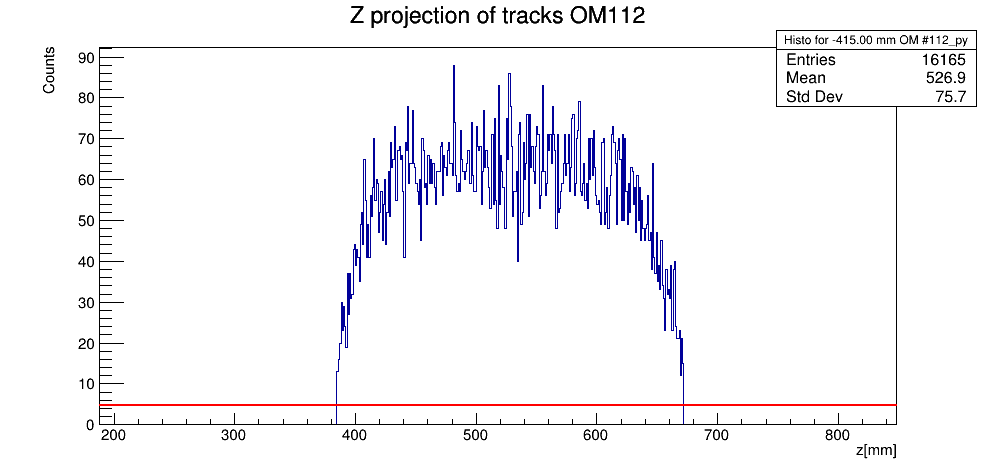 Z projection of tracks OM112
Histo for -415.00 mm OM #112_py
Entries 16165
Mean 526.9
Std Dev 75.7
Counts
90
80
70
60
50
40
30
20
10
0
200 300 400 500 600 700 800
z[mm]